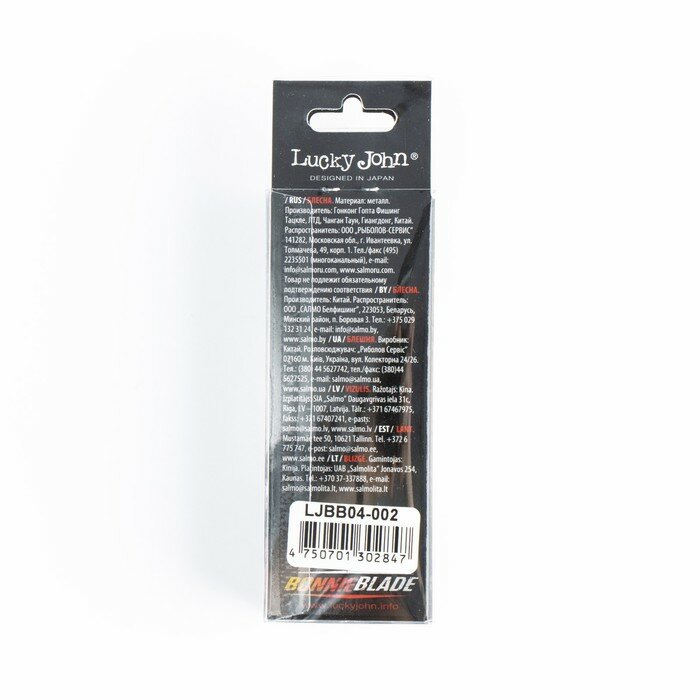 Lucky John®
DESIGNED IN JAPAN
/ RUS / БЛЕСНА. Материал: металл.
Производитель: Гонконг Гопта Фишинг
Тацкле, ЛТД, Чанган Таун, Гиангдонг, Китай.
Распространитель: ООО „РЫБОЛОВ-СЕРВИС"
141282, Московская обл., г. Ивантеевка, ул.
Толмачева, 49, корп. 1. Тел./факс (495)
2235501 (многоканальный), e-mail:
info@salmoru.com, www.salmoru.com.
Товар не подлежит обязательному
подтверждению соответствия / BY / БЛЕСНА.
Производитель: Китай. Распространитель:
ООО „САЛМО Белфишинг", 223053, Беларусь,
Минский район, п. Боровая 3. Тел.: +375 029
132 31 24, e-mail: info@salmo.by,
www.salmo.by / UA / БЛЕШНЯ. Виробник:
Китай. Розповсюджувач: „Риболов Сервіс"
02160 м. Київ, Україна, вул. Колекторна 24/26.
Тел.: (380) 44 5627742, тел./факс: (380)44
5627525, e-mail: salmo@salmo.ua,
www.salmo.ua / LV / VIZULIS. Ražotajs: Ķina.
Izplatītājs: SIA „Salmo" Daugavgrivas iela 31c,
Riga, LV – 1007, Latvija. Tālr.: +371 67467975,
fakss: +371 67407241, e-pasts:
salmo@salmo.lv, www.salmo.lv / EST / LANT.
Mustamäe tee 50, 10621 Tallinn. Tel. +372 6
775 747, e-post: salmo@salmo.ee,
www.salmo.ee / LT / BLIZGE. Gamintojas:
Kinija. Platintojas: UAB „Salmolita" Jonavos 254,
Kaunas. Tel.: +370 37-337888, e-mail:
salmo@salmolita.lt, www.salmolita.lt
LJBB04-002
4 750701 302847
BONNIE BLADE
www.luckyjohn.info